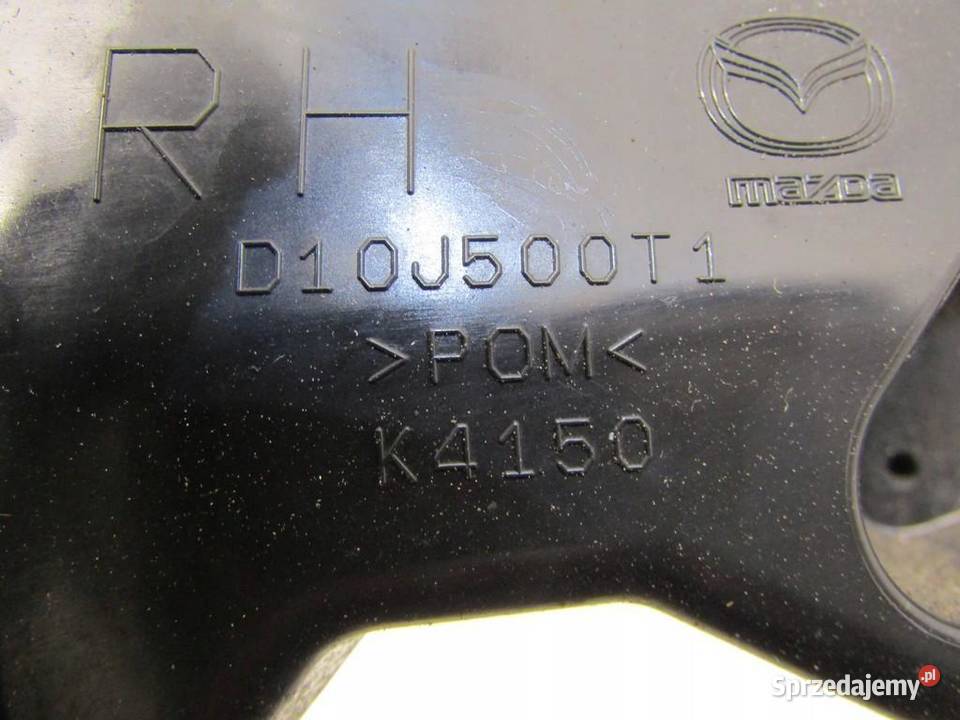 RH
mazda
D10J500T1
>POM<
K4150
Sprzedajemy.pl